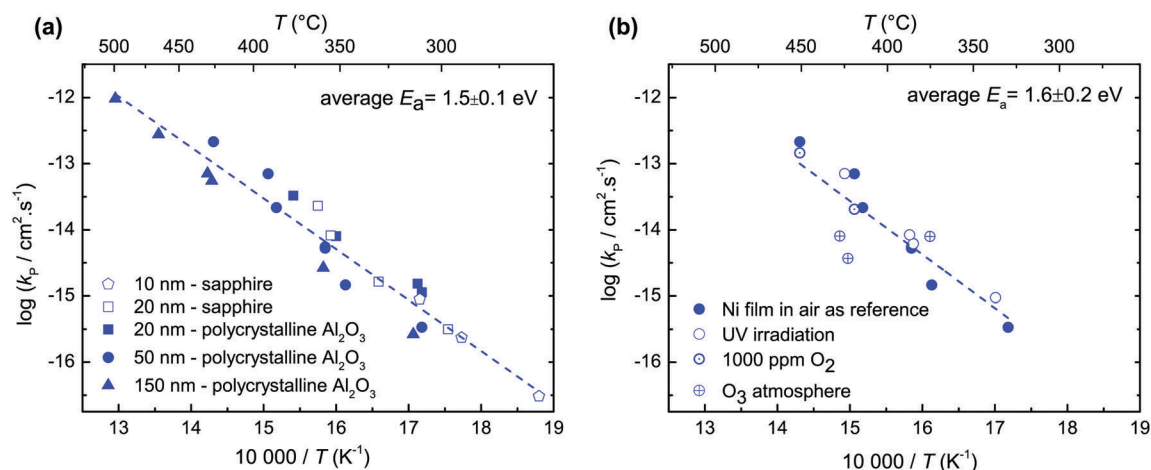 (a)
T (°C)
500 450 400 350 300
average Ea= 1.5±0.1 eV
log (kP / cm2.s-1)
-12
-13
-14
-15
-16
10 nm - sapphire
20 nm - sapphire
20 nm - polycrystalline Al2O3
50 nm - polycrystalline Al2O3
150 nm - polycrystalline Al2O3
13 14 15 16 17 18
10 000 / T (K-1)
(b)
T (°C)
500 450 400 350 300
average Ea = 1.6±0.2 eV
log (kP / cm2.s-1)
-12
-13
-14
-15
-16
Ni film in air as reference
UV irradiation
1000 ppm O2
O3 atmosphere
13 14 15 16 17 18 19
10 000 / T (K-1)